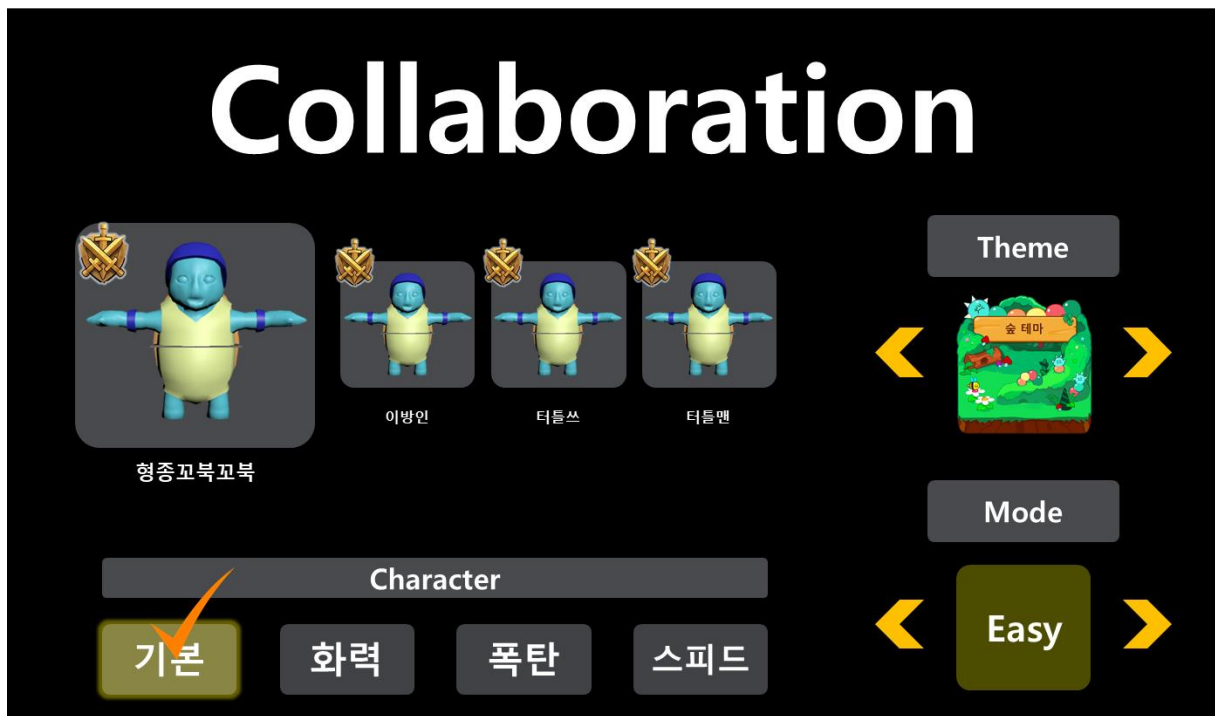 Collaboration
형종꼬북꼬북
이방인
터틀쓰
터틀맨
Theme
숲 테마
Mode
Easy
Character
기본
화력
폭탄
스피드